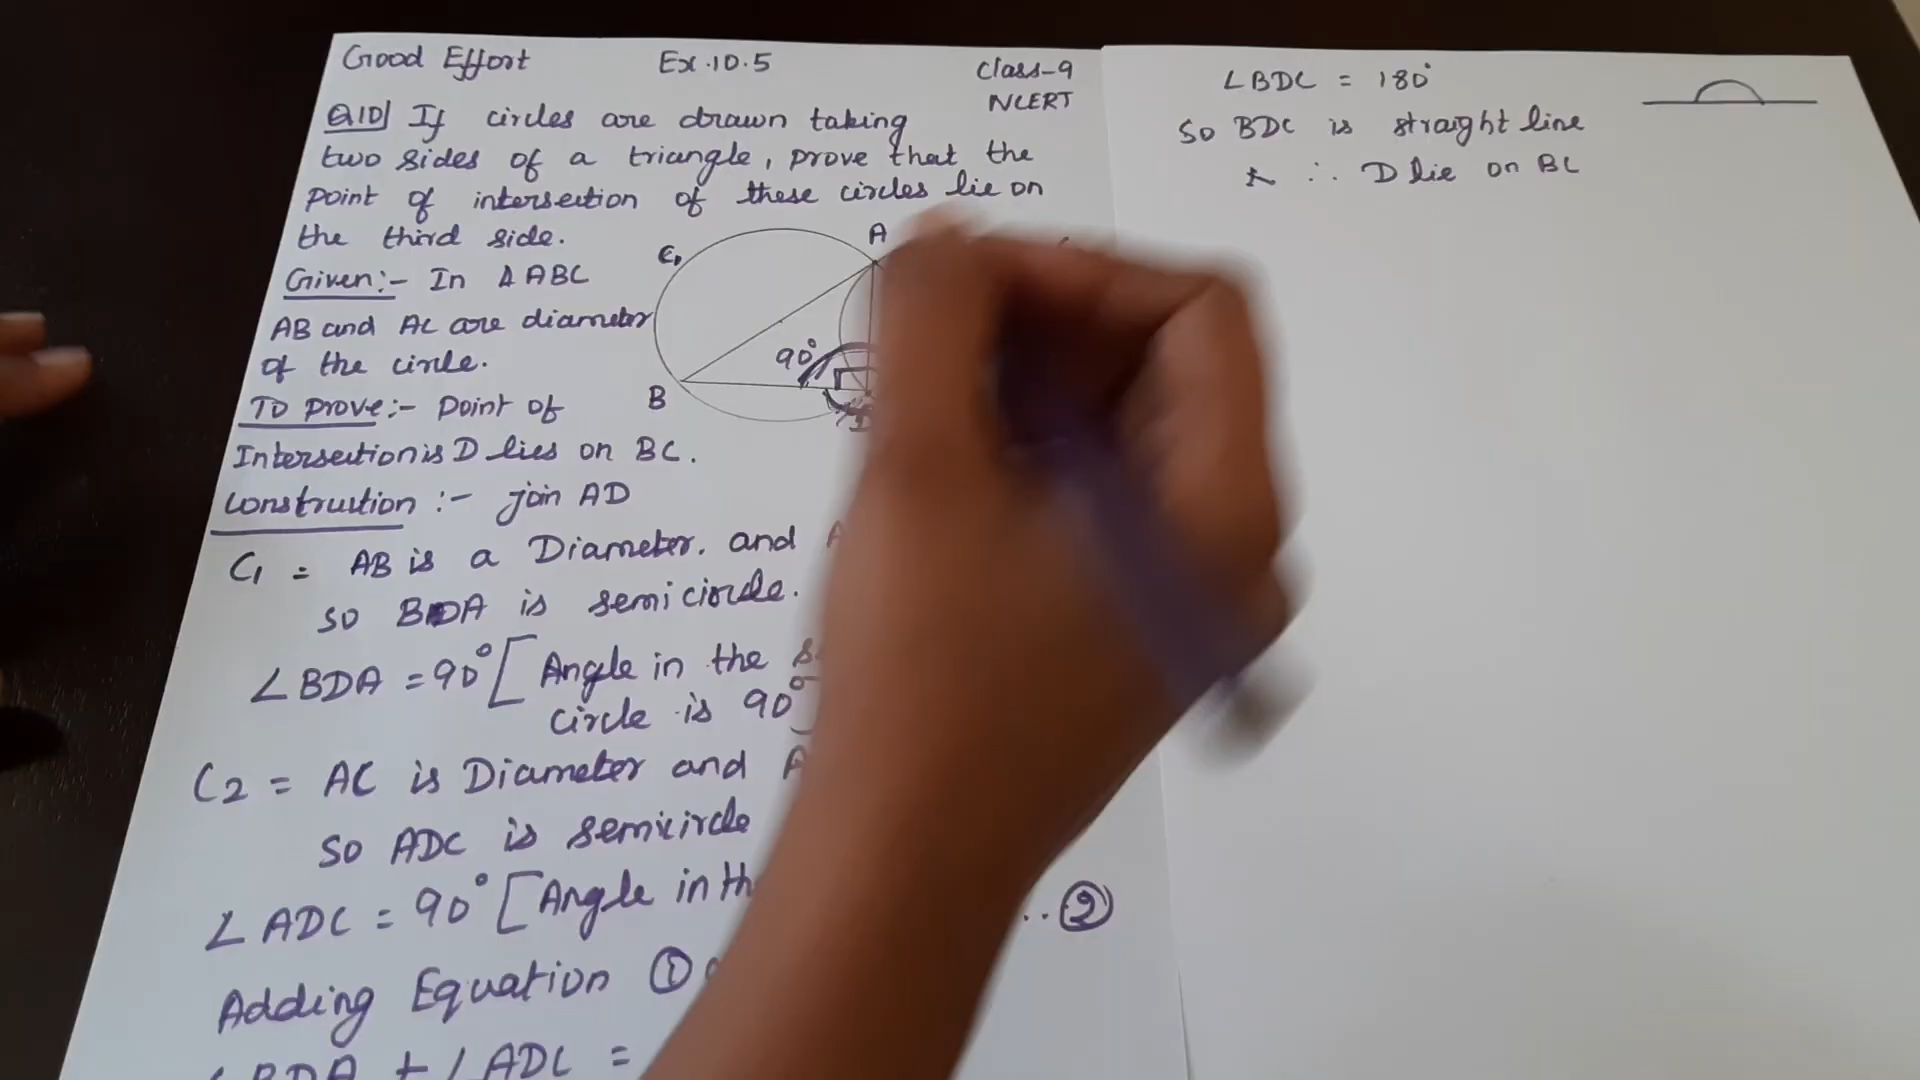 Good Effort Ex.10.5 Class-9
NCERT
Q10| If circles are drawn taking
two sides of a triangle, prove that the
point of intersection of these circles lie on
the third side.
Given:- In ΔABC
AB and AC are diameter
of the circle.
To prove:- Point of
Intersection is D lies on BC.
Construction:- join AD
C1
A
90°
B
D
C1 = AB is a Diameter. and
so BDA is semicircle.
∠BDA = 90° [Angle in the
circle is 90°
C2 = AC is Diameter and
so ADC is semicircle
∠ADC = 90° [Angle in th
.. ②
Adding Equation ①
∠BDA + ∠ADC =
∠BDC = 180°
so BDC is straight line
∴ D lie on BC